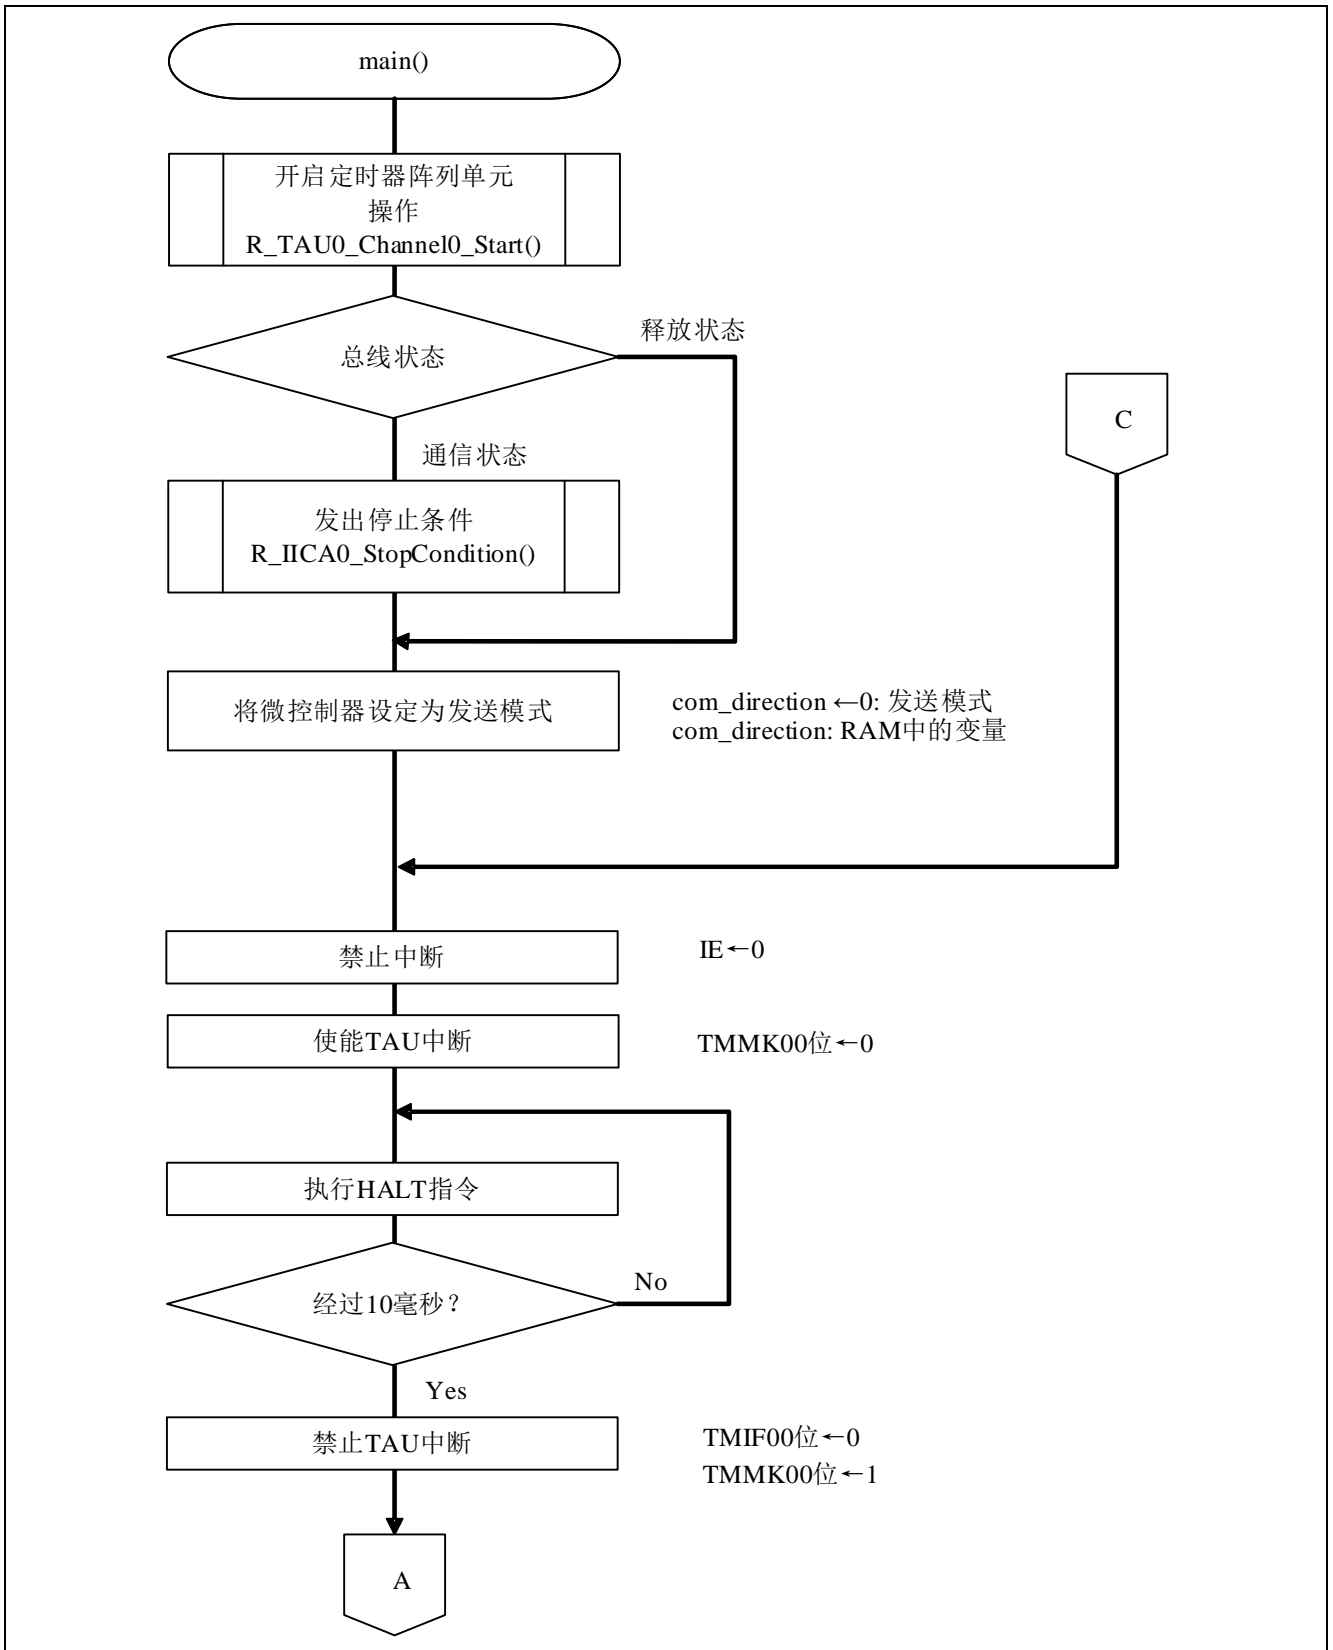 main()
开启定时器阵列单元
操作
R_TAU0_Channel0_Start()
释放状态
总线状态
C
通信状态
发出停止条件
R_IICA0_StopCondition()
将微控制器设定为发送模式
com_direction ←0: 发送模式
com_direction: RAM中的变量
禁止中断
IE←0
使能TAU中断
TMMK00位←0
执行HALT指令
No
经过10毫秒？
Yes
禁止TAU中断
TMIF00位←0
TMMK00位←1
A